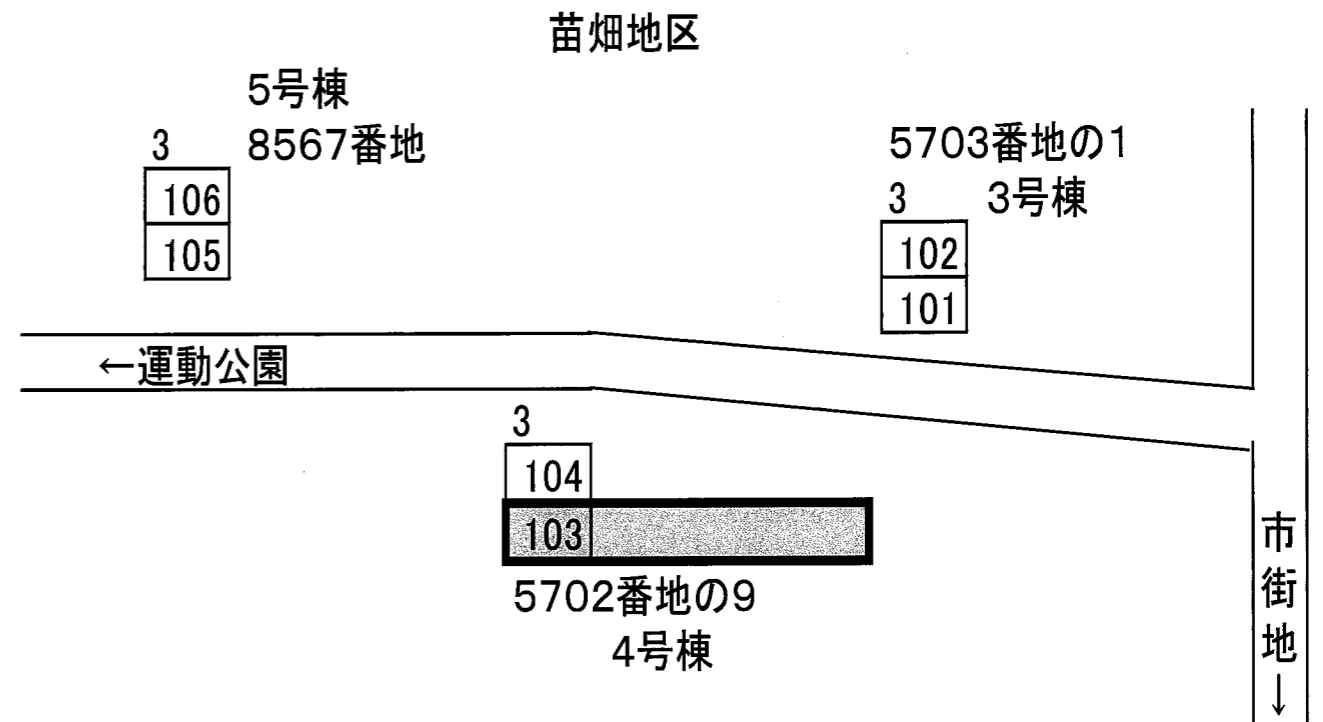 苗畑地区
5号棟
3 8567番地
106
105
5703番地の1
3 3号棟
102
101
←運動公園
3
104
103
5702番地の9
4号棟
市街地↓